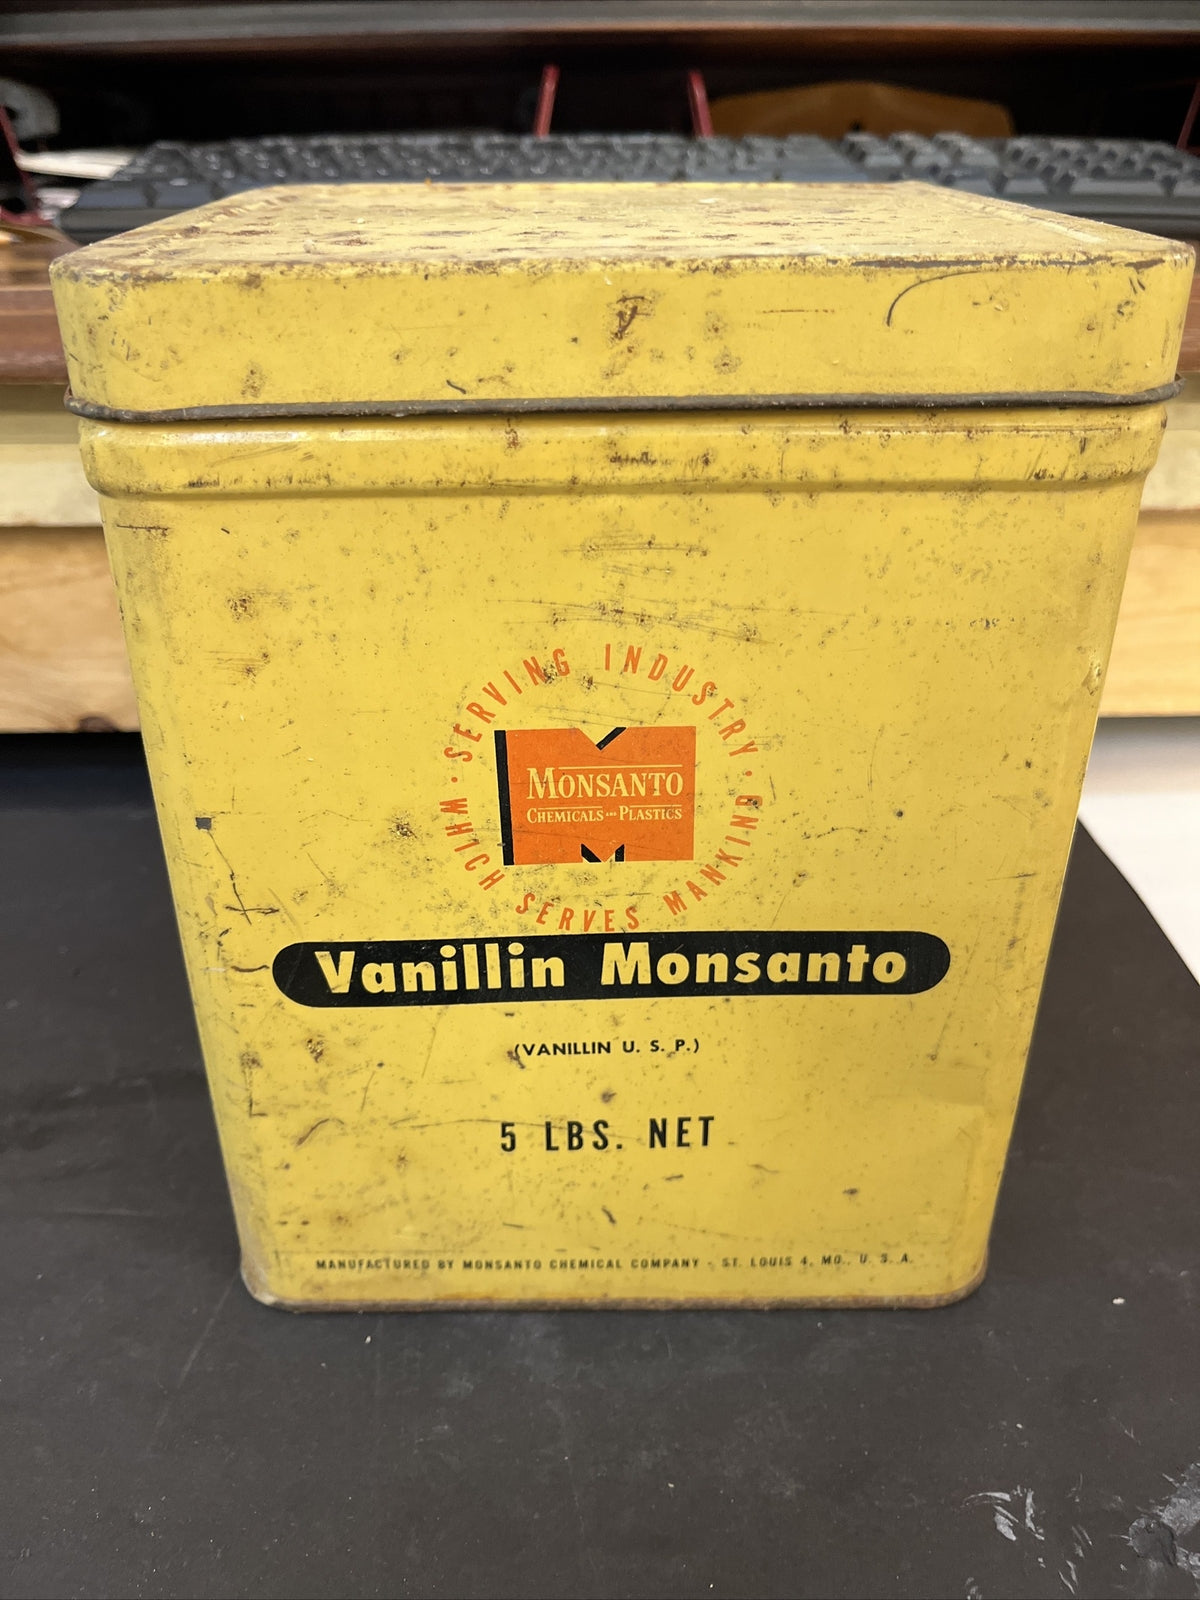 SERVING INDUSTRY · WHICH SERVES MANKIND ·
MONSANTO
CHEMICALS AND PLASTICS
Vanillin Monsanto
(VANILLIN U. S. P.)
5 LBS. NET
MANUFACTURED BY MONSANTO CHEMICAL COMPANY - ST. LOUIS 4, MO., U. S. A.